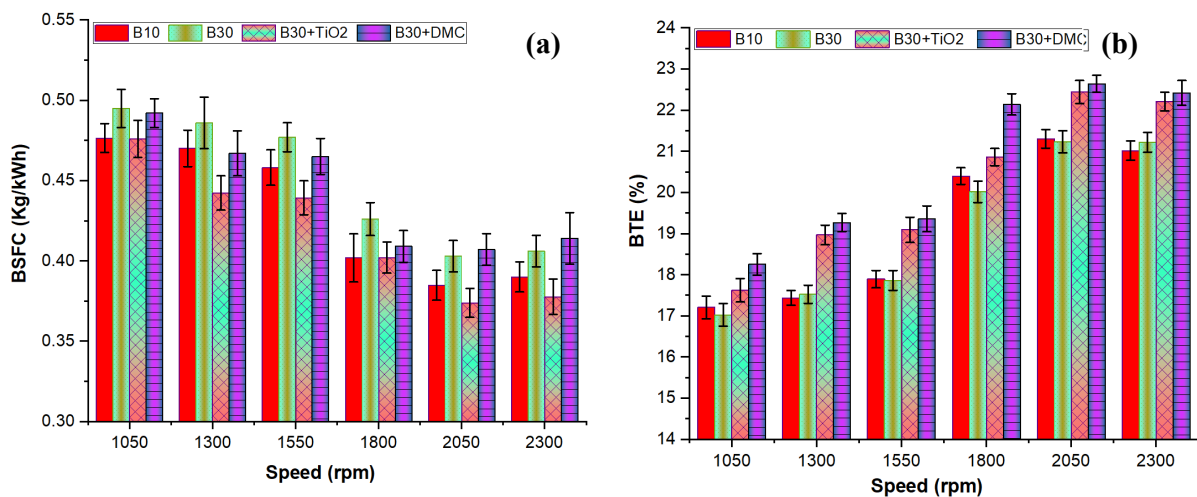 B10 B30 B30+TiO2 B30+DMC
(a)
BSFC (Kg/kWh)
0.55
0.50
0.45
0.40
0.35
0.30
1050 1300 1550 1800 2050 2300
Speed (rpm)
B10 B30 B30+TiO2 B30+DMC
(b)
BTE (%)
24
23
22
21
20
19
18
17
16
15
14
1050 1300 1550 1800 2050 2300
Speed (rpm)